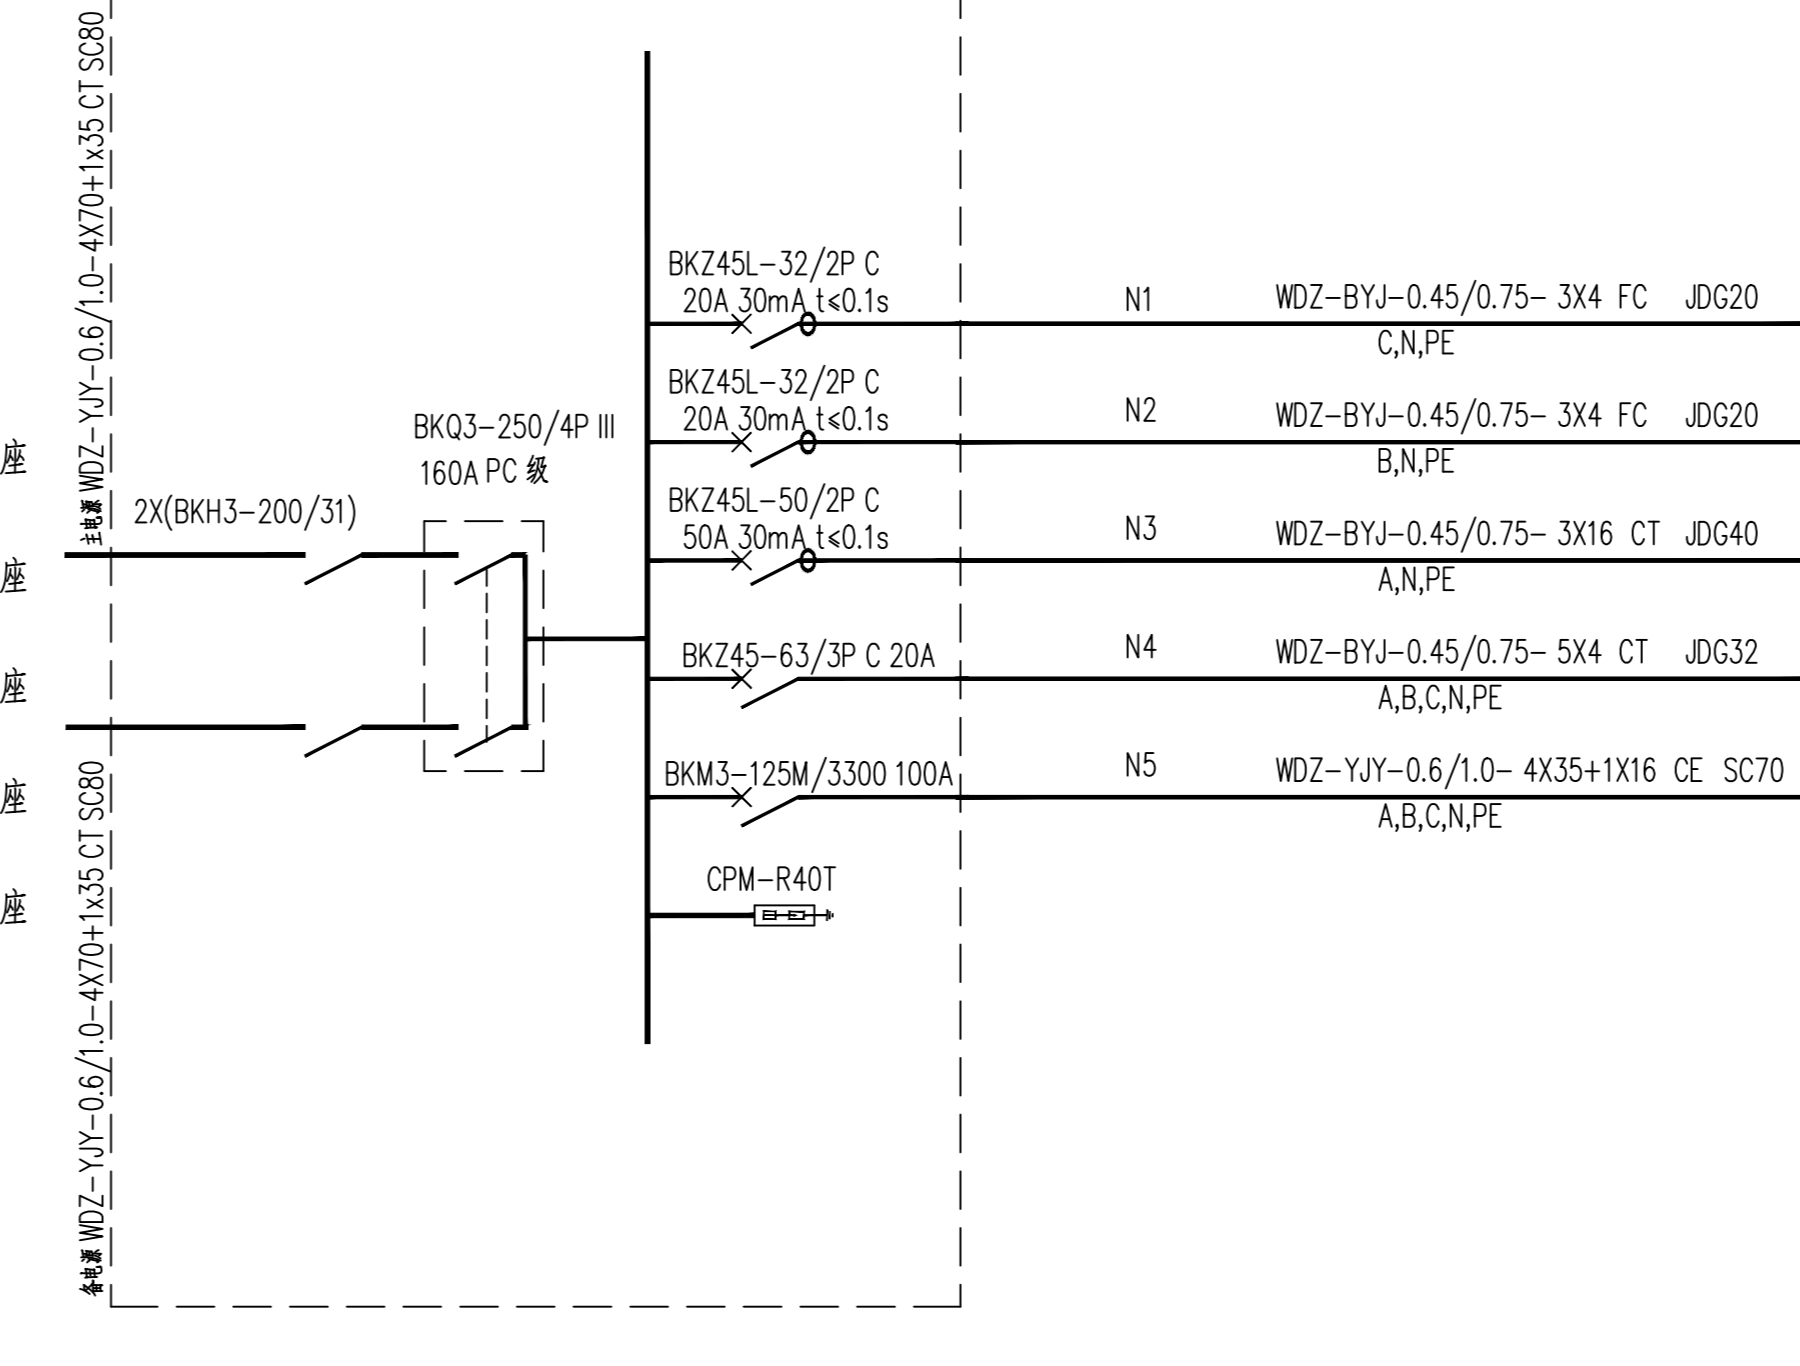 主电源 WDZ-YJY-0.6/1.0-4X70+1x35 CT SC80
备电源 WDZ-YJY-0.6/1.0-4X70+1x35 CT SC80
座
座
座
座
座
2X(BKH3-200/31)
BKQ3-250/4P III
160A PC 级
BKZ45L-32/2P C
20A 30mA t≤0.1s
N1
WDZ-BYJ-0.45/0.75- 3X4 FC JDG20
C,N,PE
BKZ45L-32/2P C
20A 30mA t≤0.1s
N2
WDZ-BYJ-0.45/0.75- 3X4 FC JDG20
B,N,PE
BKZ45L-50/2P C
50A 30mA t≤0.1s
N3
WDZ-BYJ-0.45/0.75- 3X16 CT JDG40
A,N,PE
BKZ45-63/3P C 20A
N4
WDZ-BYJ-0.45/0.75- 5X4 CT JDG32
A,B,C,N,PE
BKM3-125M/3300 100A
N5
WDZ-YJY-0.6/1.0- 4X35+1X16 CE SC70
A,B,C,N,PE
CPM-R40T